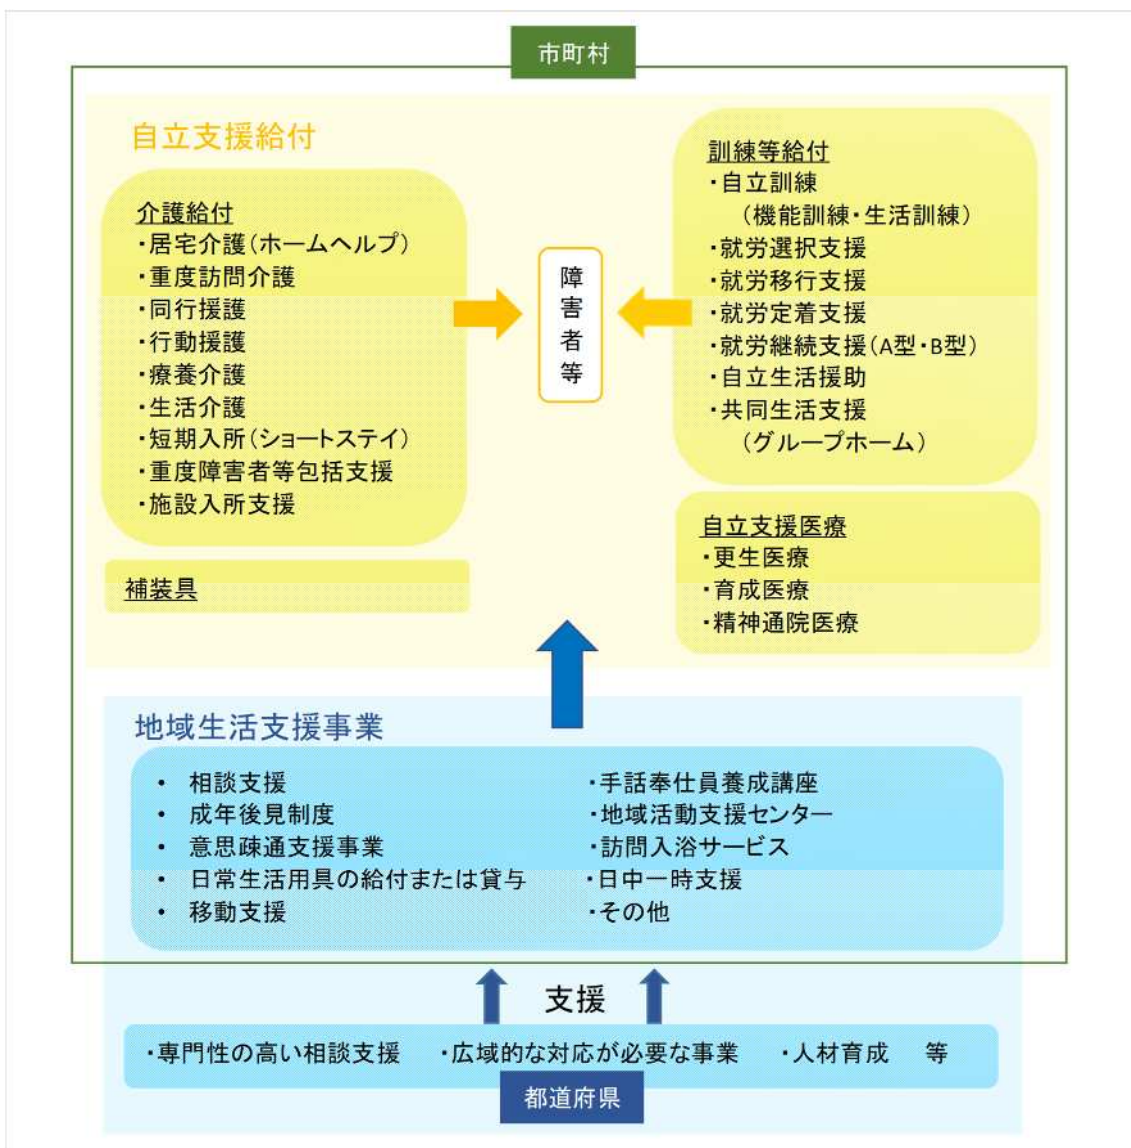 市町村
自立支援給付
介護給付
・居宅介護(ホームヘルプ)
・重度訪問介護
・同行援護
・行動援護
・療養介護
・生活介護
・短期入所(ショートステイ)
・重度障害者等包括支援
・施設入所支援
補装具
障害者等
訓練等給付
・自立訓練
(機能訓練・生活訓練)
・就労選択支援
・就労移行支援
・就労定着支援
・就労継続支援(A型・B型)
・自立生活援助
・共同生活支援
(グループホーム)
自立支援医療
・更生医療
・育成医療
・精神通院医療
地域生活支援事業
• 相談支援
• 成年後見制度
• 意思疎通支援事業
• 日常生活用具の給付または貸与
• 移動支援
・手話奉仕員養成講座
・地域活動支援センター
・訪問入浴サービス
・日中一時支援
・その他
支援
・専門性の高い相談支援 ・広域的な対応が必要な事業 ・人材育成 等
都道府県